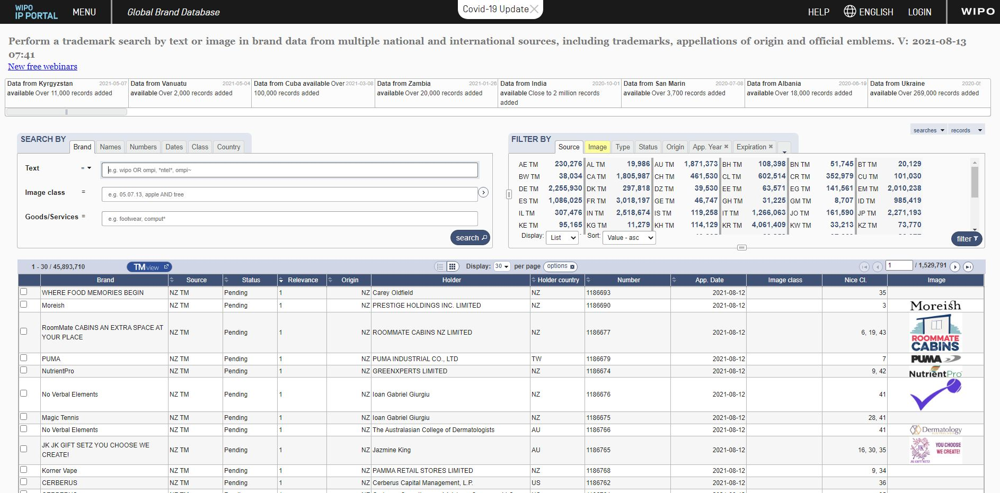 WIPO
IP PORTAL
MENU
Global Brand Database
Covid-19 Update
HELP
ENGLISH
LOGIN
WIPO
Perform a trademark search by text or image in brand data from multiple national and international sources, including trademarks, appellations of origin and official emblems. V: 2021-08-13
07:41
New free webinars
Data from Kyrgyzstan 2021-05-07
available Over 11,000 records added
Data from Vanuatu 2021-05-04
available Over 2,000 records added
Data from Cuba available Over 2021-03-08
100,000 records added
Data from Zambia 2021-01-26
available Over 20,000 records added
Data from India 2020-10-01
available Close to 2 million records
added
Data from San Marin 2020-07-08
available Over 3,700 records added
Data from Albania 2020-06-19
available Over 18,000 records added
Data from Ukraine
available Over 269,000 records added
searches
records
SEARCH BY
Brand Names Numbers Dates Class Country
Text =
e.g. wipo OR ompi, *ntel*, ompi~
Image class =
e.g. 05.07.13, apple AND tree
Goods/Services =
e.g. footwear, comput*
search
FILTER BY
Source Image Type Status Origin App. Year Expiration
AE TM 230,276 AL TM 19,986 AU TM 1,871,373 BH TM 108,398 BN TM 51,745 BT TM 20,129
BW TM 38,034 CA TM 1,805,987 CH TM 461,530 CL TM 602,514 CR TM 352,979 CU TM 101,030
DE TM 2,255,930 DK TM 297,818 DZ TM 39,530 EE TM 63,571 EG TM 141,561 EM TM 2,010,238
ES TM 1,086,025 FR TM 3,018,197 GE TM 46,747 GH TM 31,225 GM TM 8,707 ID TM 985,419
IL TM 307,476 IN TM 2,518,674 IS TM 119,258 IT TM 1,266,063 JO TM 161,590 JP TM 2,271,193
KE TM 95,165 KG TM 11,279 KH TM 114,129 KR TM 4,061,409 KW TM 33,213 KZ TM 73,770
Display: List Sort: Value - asc
filter
1 - 30 / 45,893,710
TMview
Display: 30 per page options
1 / 1,529,791
Brand Source Status Relevance Origin Holder Holder country Number App. Date Image class Nice Cl. Image
WHERE FOOD MEMORIES BEGIN NZ TM Pending 1 NZ Carey Oldfield NZ 1186693 2021-08-12 35
Moreish NZ TM Pending 1 NZ PRESTIGE HOLDINGS INC. LIMITED NZ 1186690 2021-08-12 3 Moreish
RoomMate CABINS AN EXTRA SPACE AT
YOUR PLACE
NZ TM Pending 1 NZ ROOMMATE CABINS NZ LIMITED NZ 1186677 2021-08-12 6, 19, 43
ROOMMATE
CABINS
PUMA NZ TM Pending 1 NZ PUMA INDUSTRIAL CO., LTD TW 1186679 2021-08-12 7 PUMA
NutrientPro NZ TM Pending 1 NZ GREENXPERTS LIMITED NZ 1186674 2021-08-12 9, 42 NutrientPro
No Verbal Elements NZ TM Pending 1 NZ Ioan Gabriel Giurgiu NZ 1186676 2021-08-12 41
Magic Tennis NZ TM Pending 1 NZ Ioan Gabriel Giurgiu NZ 1186675 2021-08-12 28, 41
No Verbal Elements NZ TM Pending 1 NZ The Australasian College of Dermatologists AU 1186766 2021-08-12 41 Dermatology
JK JK GIFT SETZ YOU CHOOSE WE
CREATE!
NZ TM Pending 1 NZ Jazmine King AU 1186765 2021-08-12 16, 30, 35
JK
JK GIFT SETZ
YOU CHOOSE
WE CREATE!
Korner Vape NZ TM Pending 1 NZ PAMMA RETAIL STORES LIMITED NZ 1186768 2021-08-12 9, 34
CERBERUS NZ TM Pending 1 NZ Cerberus Capital Management, L.P. US 1186762 2021-08-12 36